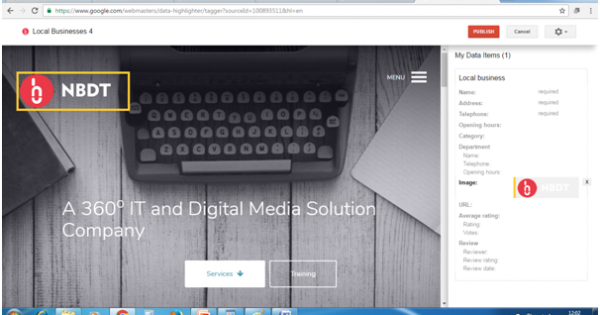 https://www.google.com/webmasters/data-highlighter/tagger?sourceId=100893511&hl=en
Local Businesses 4
PUBLISH
Cancel
NBDT
MENU
A 360⁰ IT and Digital Media Solution
Company
Services
Training
My Data Items (1)
Local business
Name: required
Address: required
Telephone: required
Opening hours:
Category:
Department
Name:
Telephone:
Opening hours:
Image: NBDT x
URL:
Average rating:
Rating:
Votes:
Review
Reviewer:
Review rating:
Review date:
12:02